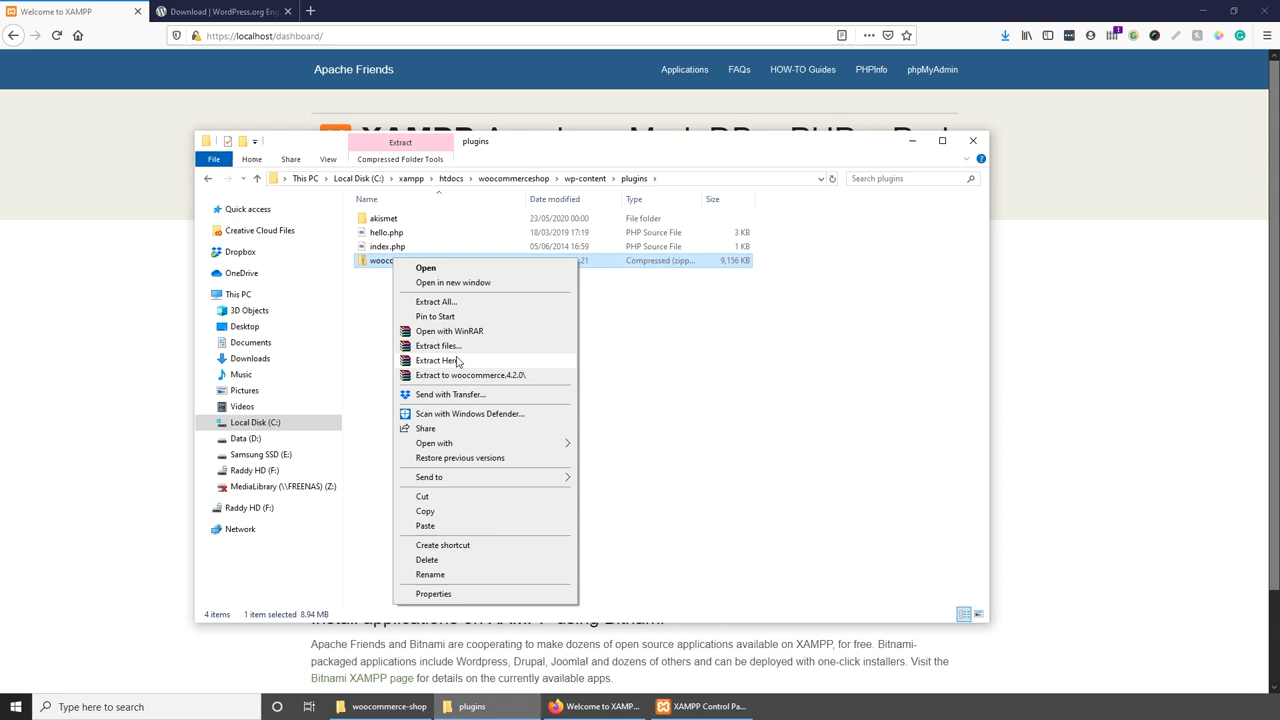 Welcome to XAMPP
Download | WordPress.org Eng
https://localhost/dashboard/
1
Apache Friends
Applications
FAQs
HOW-TO Guides
PHPInfo
phpMyAdmin
Extract
plugins
File
Home
Share
View
Compressed Folder Tools
This PC
Local Disk (C:)
xampp
htdocs
woocommerceshop
wp-content
plugins
Search plugins
Name
Date modified
Type
Size
akismet
23/05/2020 00:00
File folder
hello.php
18/03/2019 17:19
PHP Source File
3 KB
index.php
05/06/2014 16:59
PHP Source File
1 KB
:21
Compressed (zipp...
9,156 KB
Quick access
Creative Cloud Files
Dropbox
OneDrive
This PC
3D Objects
Desktop
Documents
Downloads
Music
Pictures
Videos
Local Disk (C:)
Data (D:)
Samsung SSD (E:)
Raddy HD (F:)
MediaLibrary (\\FREENAS) (Z:)
Raddy HD (F:)
Network
Open
Open in new window
Extract All...
Pin to Start
Open with WinRAR
Extract files...
Extract Here
Extract to woocommerce.4.2.0\
Send with Transfer...
Scan with Windows Defender...
Share
Open with
Restore previous versions
Send to
Cut
Copy
Paste
Create shortcut
Delete
Rename
Properties
4 items
1 item selected 8.94 MB
Install applications on XAMPP using Bitnami
Apache Friends and Bitnami are cooperating to make dozens of open source applications available on XAMPP, for free. Bitnami-
packaged applications include Wordpress, Drupal, Joomla! and dozens of others and can be deployed with one-click installers. Visit the
Bitnami XAMPP page for details on the currently available apps.
Type here to search
woocommerce-shop
plugins
Welcome to XAMP...
XAMPP Control Pa...